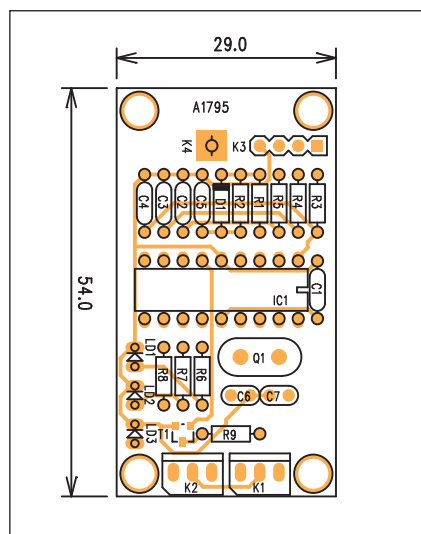 29.0
A1795
K4 K3
C4 C3 C2 C5 D1 R2 R1 R5 R4 R3
54.0
IC1 C1
LD1 Q1
R8 R7 R6
LD2 C6 C7
LD3 T1 R9
K2 K1